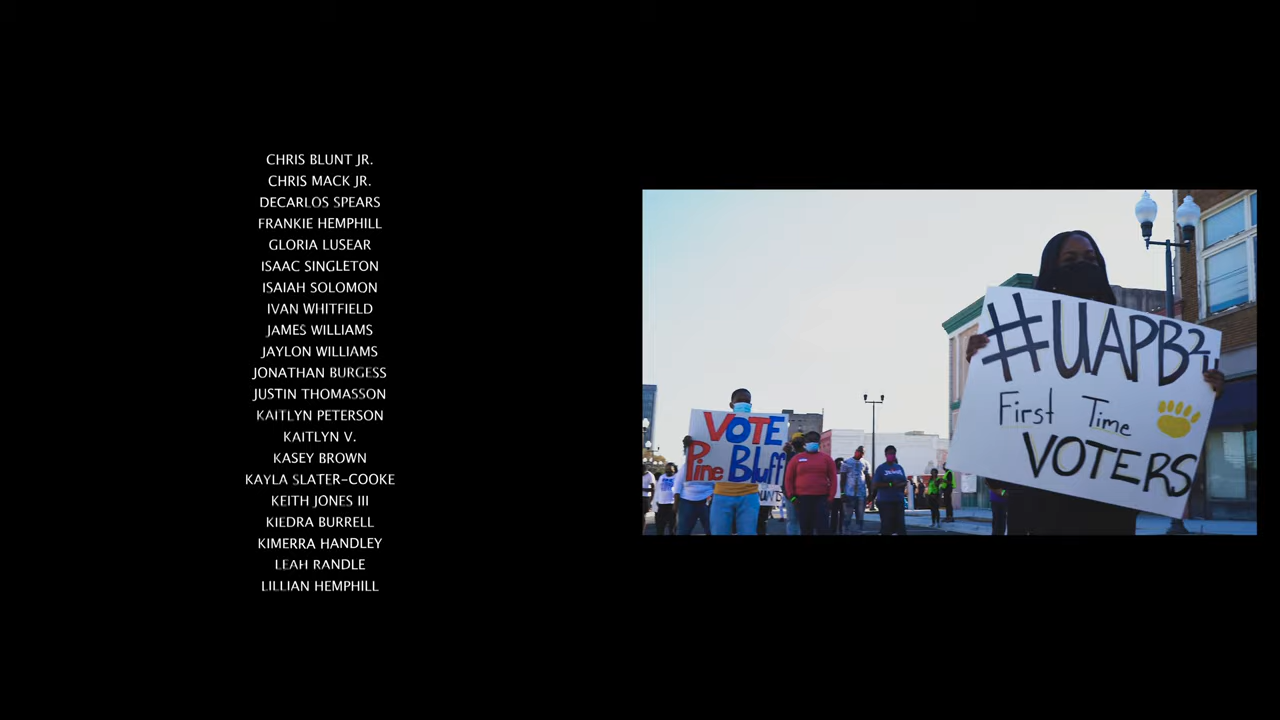 CHRIS BLUNT JR.
CHRIS MACK JR.
DECARLOS SPEARS
FRANKIE HEMPHILL
GLORIA LUSEAR
ISAAC SINGLETON
ISAIAH SOLOMON
IVAN WHITFIELD
JAMES WILLIAMS
JAYLON WILLIAMS
JONATHAN BURGESS
JUSTIN THOMASSON
KAITLYN PETERSON
KAITLYN V.
KASEY BROWN
KAYLA SLATER-COOKE
KEITH JONES III
KIEDRA BURRELL
KIMERRA HANDLEY
LEAH RANDLE
LILLIAN HEMPHILL
VOTE
Pine Bluff
#UAPB24
First Time
VOTERS